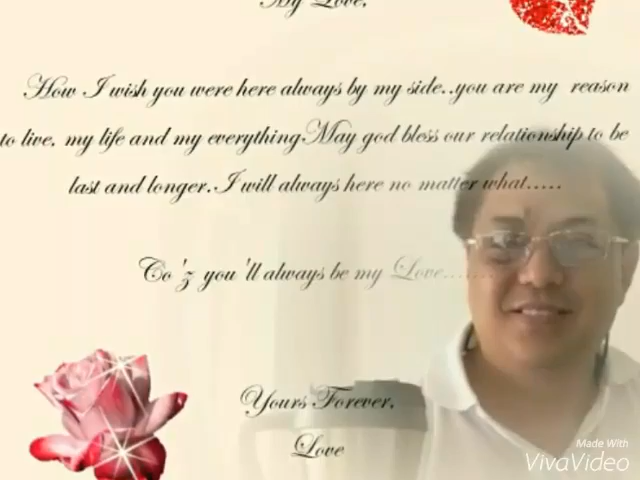 My Love,
How I wish you were here always by my side..you are my reason
to live, my life and my everything.May god bless our relationship to be
last and longer.I will always here no matter what.....
Co'z you'll always be my Love.......
Yours Forever,
Love
Made With
VivaVideo